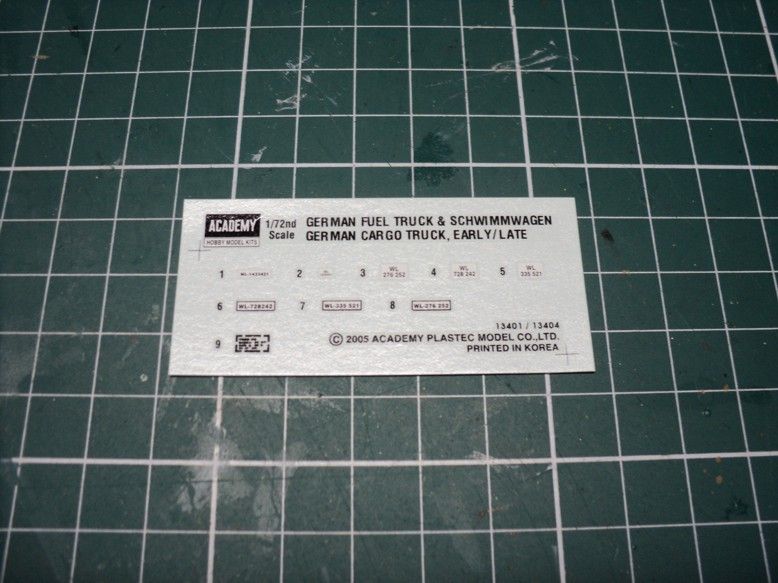 ACADEMY
HOBBY MODEL KITS
1/72nd Scale
GERMAN FUEL TRUCK & SCHWIMMWAGEN
GERMAN CARGO TRUCK, EARLY/LATE
1
2
3 WL 276 252
4 WL 728 242
5 WL 335 521
6 WL-728242
7 WL-335 521
8 WL-276 252
9
13401 / 13404
© 2005 ACADEMY PLASTEC MODEL CO.,LTD.
PRINTED IN KOREA